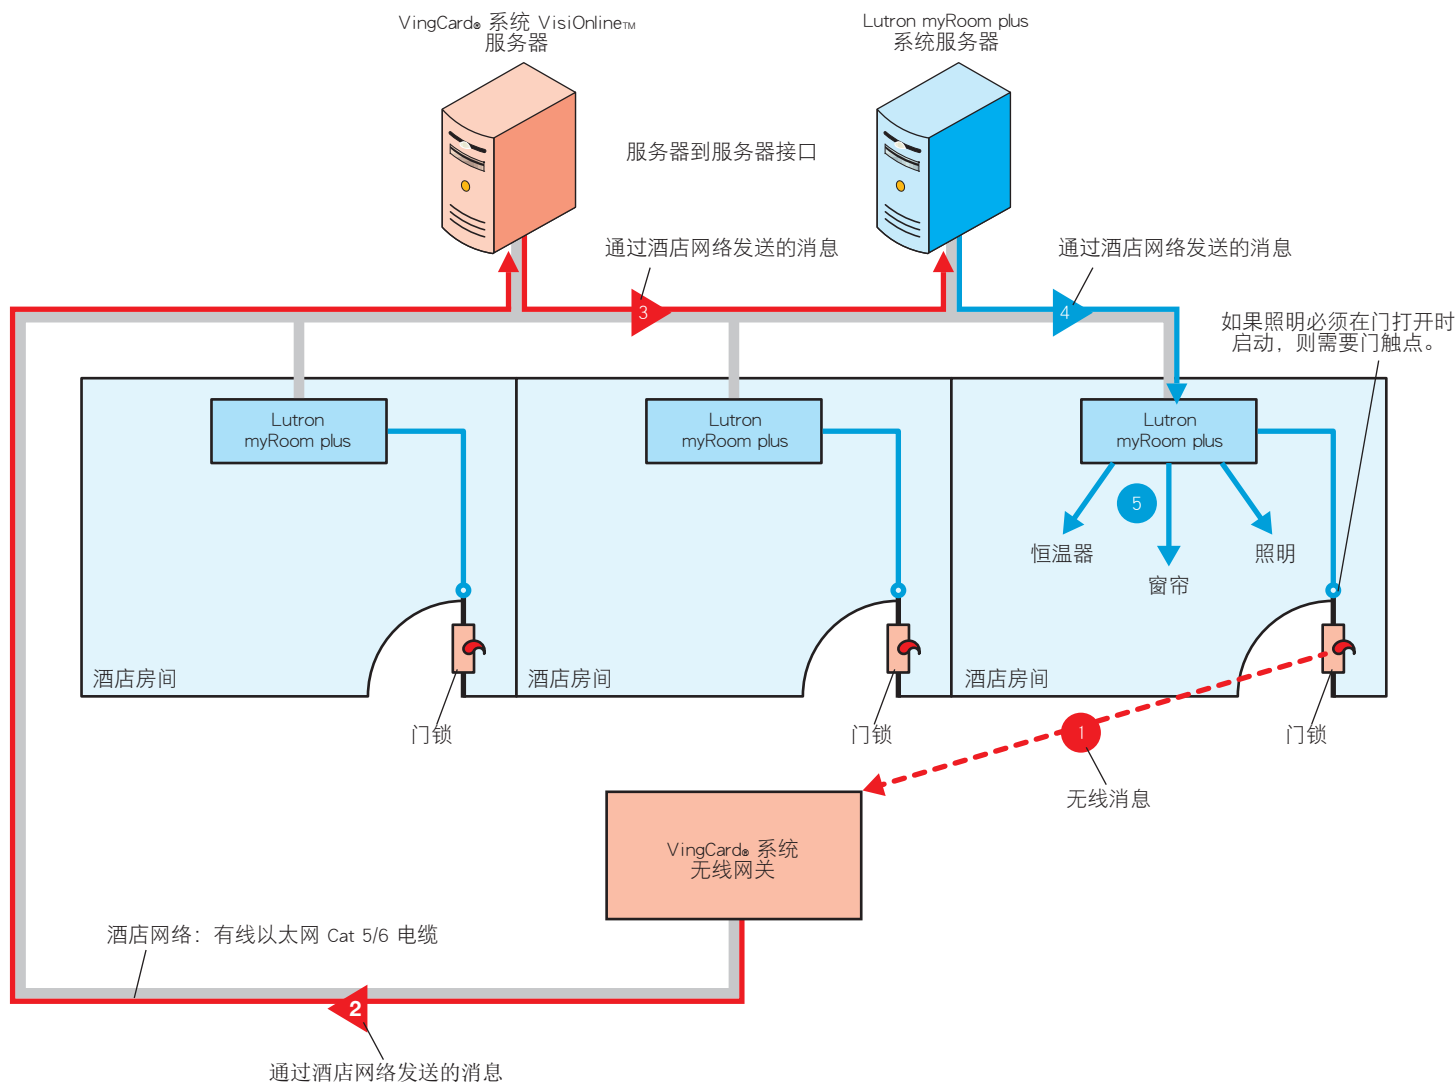 VingCard® 系统 VisiOnline™
服务器
Lutron myRoom plus
系统服务器
服务器到服务器接口
通过酒店网络发送的消息
通过酒店网络发送的消息
3
4
如果照明必须在门打开时
启动，则需要门触点。
Lutron
myRoom plus
Lutron
myRoom plus
Lutron
myRoom plus
5
恒温器
窗帘
照明
酒店房间
酒店房间
酒店房间
门锁
门锁
门锁
1
无线消息
VingCard® 系统
无线网关
酒店网络：有线以太网 Cat 5/6 电缆
2
通过酒店网络发送的消息